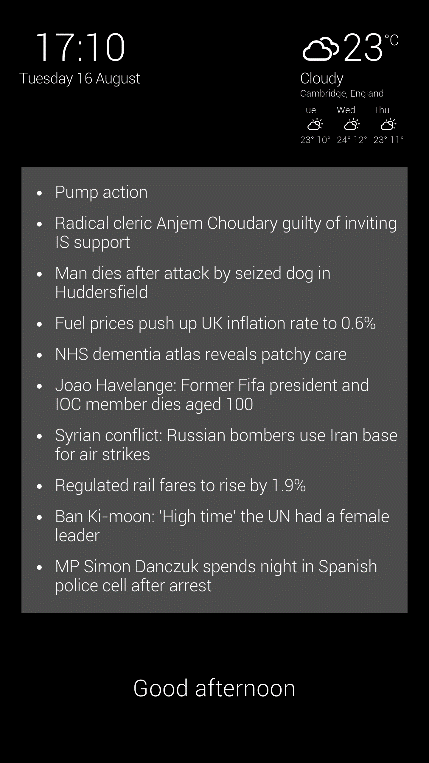 17:10
Tuesday 16 August
23°C
Cloudy
Cambridge, England
Tue Wed Thu
23° 10° 24° 12° 23° 11°
• Pump action
• Radical cleric Anjem Choudary guilty of inviting
IS support
• Man dies after attack by seized dog in
Huddersfield
• Fuel prices push up UK inflation rate to 0.6%
• NHS dementia atlas reveals patchy care
• Joao Havelange: Former Fifa president and
IOC member dies aged 100
• Syrian conflict: Russian bombers use Iran base
for air strikes
• Regulated rail fares to rise by 1.9%
• Ban Ki-moon: 'High time' the UN had a female
leader
• MP Simon Danczuk spends night in Spanish
police cell after arrest
Good afternoon